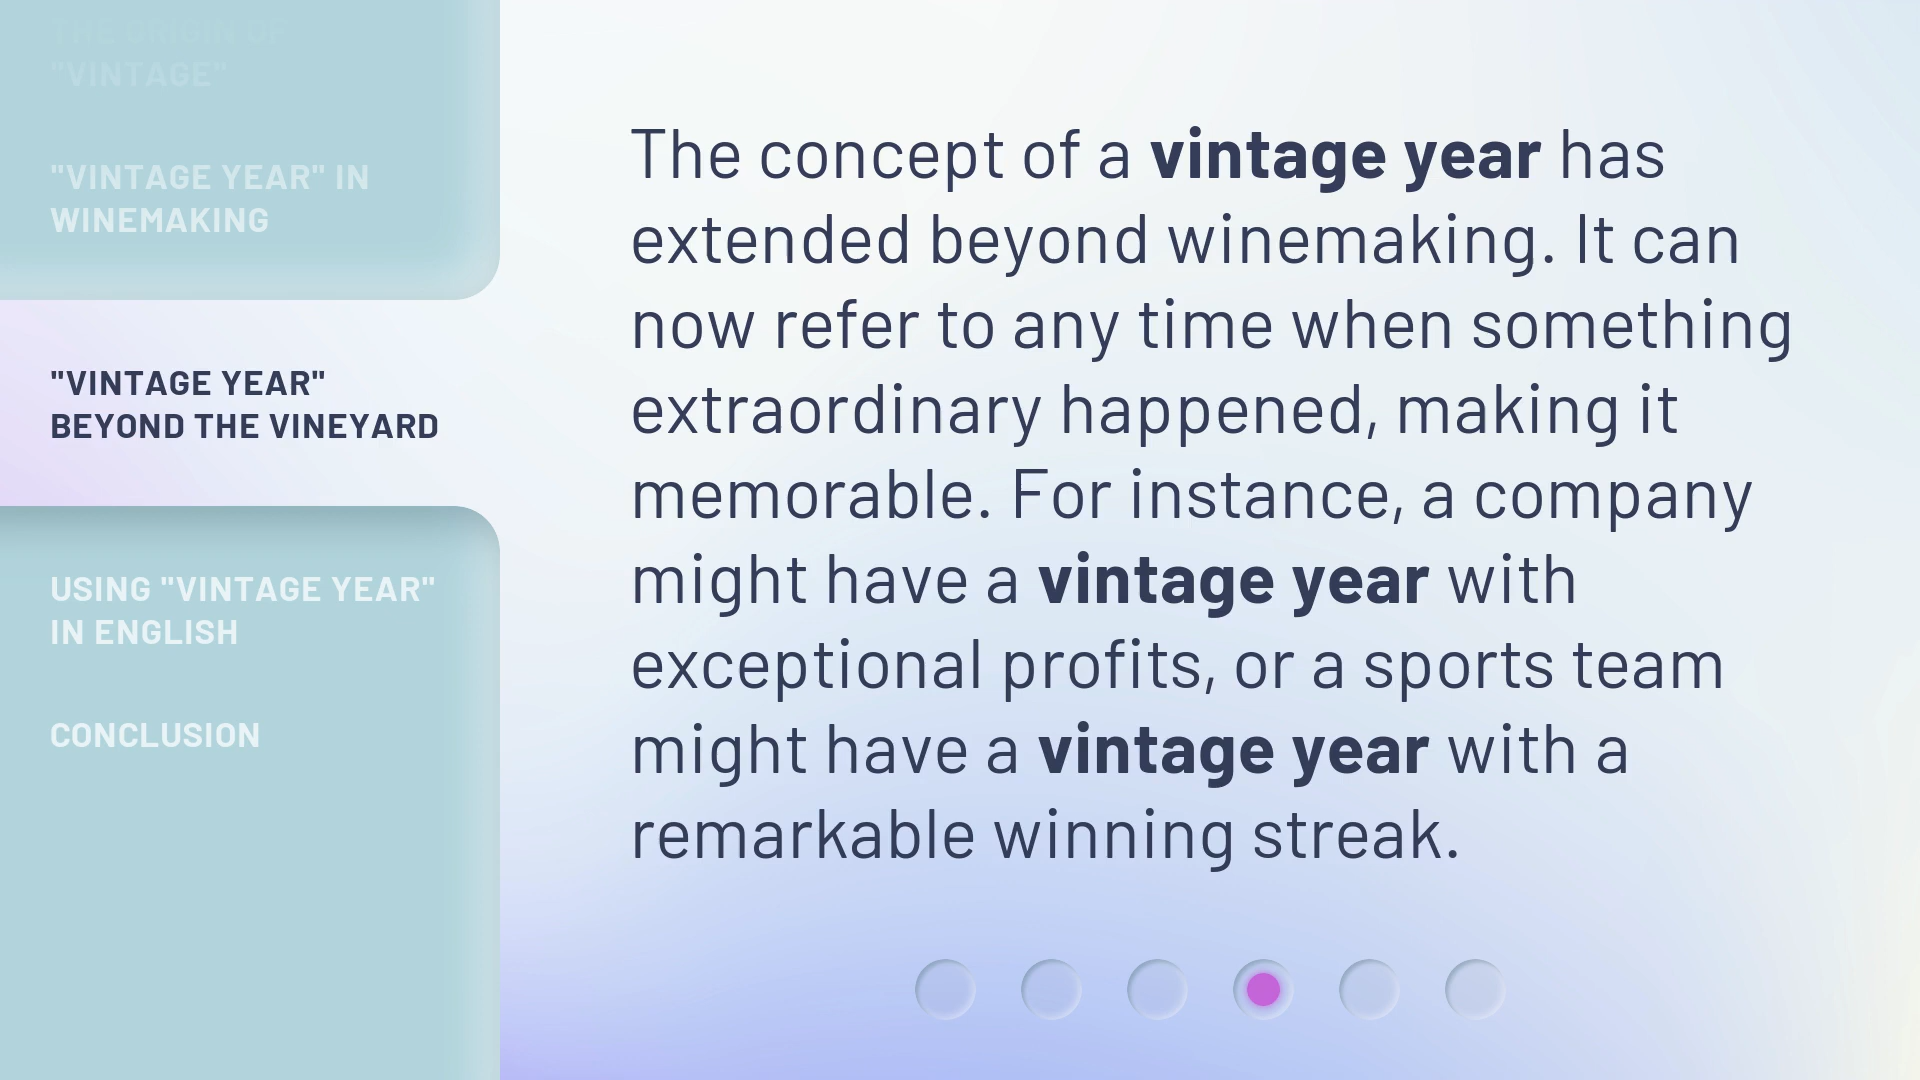 THE ORIGIN OF
"VINTAGE"
"VINTAGE YEAR" IN
WINEMAKING
"VINTAGE YEAR"
BEYOND THE VINEYARD
USING "VINTAGE YEAR"
IN ENGLISH
CONCLUSION
The concept of a vintage year has
extended beyond winemaking. It can
now refer to any time when something
extraordinary happened, making it
memorable. For instance, a company
might have a vintage year with
exceptional profits, or a sports team
might have a vintage year with a
remarkable winning streak.